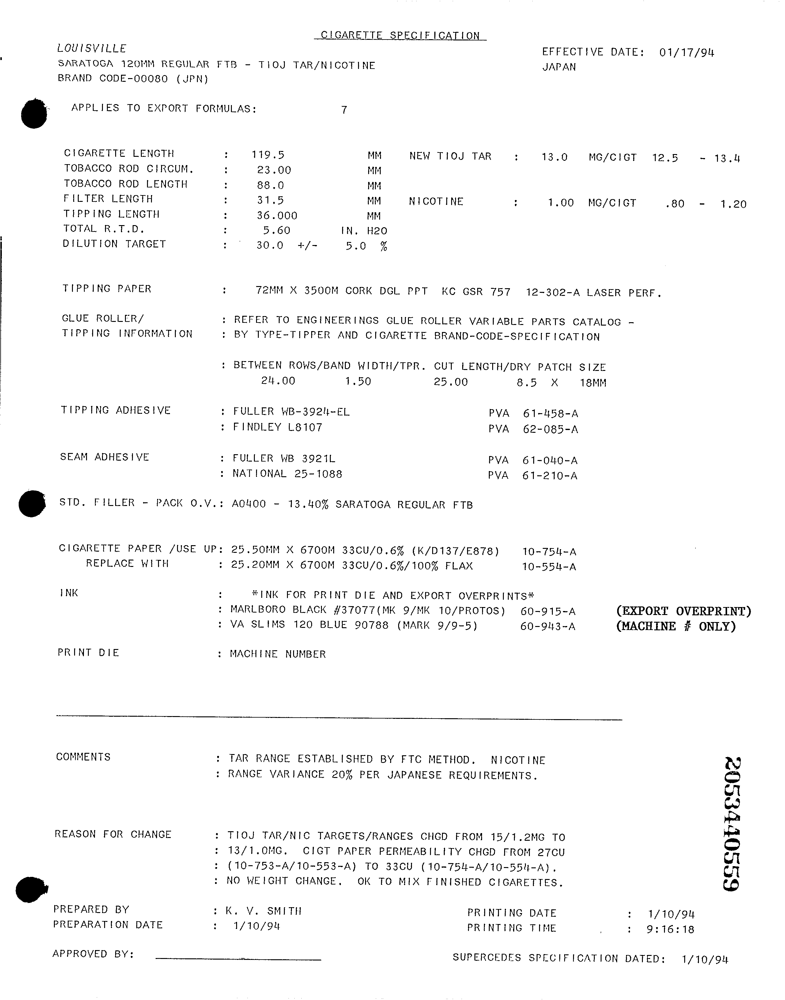 CIGARETTE SPECIFICATION
LOUISVILLE
EFFECTIVE DATE: 01/17/94
SARATOGA 120MM REGULAR FTB - TIOJ TAR/NICOTINE
JAPAN
BRAND CODE-00080 (JPN)
APPLIES TO EXPORT FORMULAS: 7
CIGARETTE LENGTH : 119.5 MM NEW TIOJ TAR : 13.0 MG/CIGT 12.5 - 13.4
TOBACCO ROD CIRCUM. : 23.00 MM
TOBACCO ROD LENGTH : 88.0 MM
FILTER LENGTH : 31.5 MM NICOTINE : 1.00 MG/CIGT .80 - 1.20
TIPPING LENGTH : 36.000 MM
TOTAL R.T.D. : 5.60 IN. H2O
DILUTION TARGET : 30.0 +/- 5.0 %
TIPPING PAPER : 72MM X 3500M CORK DGL PPT KC GSR 757 12-302-A LASER PERF.
GLUE ROLLER/ : REFER TO ENGINEERINGS GLUE ROLLER VARIABLE PARTS CATALOG -
TIPPING INFORMATION : BY TYPE-TIPPER AND CIGARETTE BRAND-CODE-SPECIFICATION
: BETWEEN ROWS/BAND WIDTH/TPR. CUT LENGTH/DRY PATCH SIZE
24.00 1.50 25.00 8.5 X 18MM
TIPPING ADHESIVE : FULLER WB-3924-EL PVA 61-458-A
: FINDLEY L8107 PVA 62-085-A
SEAM ADHESIVE : FULLER WB 3921L PVA 61-040-A
: NATIONAL 25-1088 PVA 61-210-A
STD. FILLER - PACK O.V.: A0400 - 13.40% SARATOGA REGULAR FTB
CIGARETTE PAPER /USE UP: 25.50MM X 6700M 33CU/0.6% (K/D137/E878) 10-754-A
REPLACE WITH : 25.20MM X 6700M 33CU/0.6%/100% FLAX 10-554-A
INK : *INK FOR PRINT DIE AND EXPORT OVERPRINTS*
: MARLBORO BLACK #37077(MK 9/MK 10/PROTOS) 60-915-A (EXPORT OVERPRINT)
: VA SLIMS 120 BLUE 90788 (MARK 9/9-5) 60-943-A (MACHINE # ONLY)
PRINT DIE : MACHINE NUMBER
COMMENTS : TAR RANGE ESTABLISHED BY FTC METHOD. NICOTINE
: RANGE VARIANCE 20% PER JAPANESE REQUIREMENTS.
REASON FOR CHANGE : TIOJ TAR/NIC TARGETS/RANGES CHGD FROM 15/1.2MG TO
: 13/1.0MG. CIGT PAPER PERMEABILITY CHGD FROM 27CU
: (10-753-A/10-553-A) TO 33CU (10-754-A/10-554-A).
: NO WEIGHT CHANGE. OK TO MIX FINISHED CIGARETTES.
PREPARED BY : K. V. SMITH PRINTING DATE : 1/10/94
PREPARATION DATE : 1/10/94 PRINTING TIME : 9:16:18
APPROVED BY: SUPERCEDES SPECIFICATION DATED: 1/10/94
2053440559